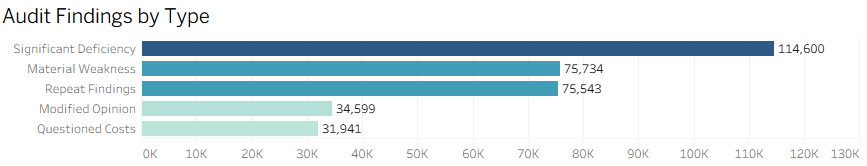 Audit Findings by Type
Significant Deficiency 114,600
Material Weakness 75,734
Repeat Findings 75,543
Modified Opinion 34,599
Questioned Costs 31,941
0K 10K 20K 30K 40K 50K 60K 70K 80K 90K 100K 110K 120K 130K